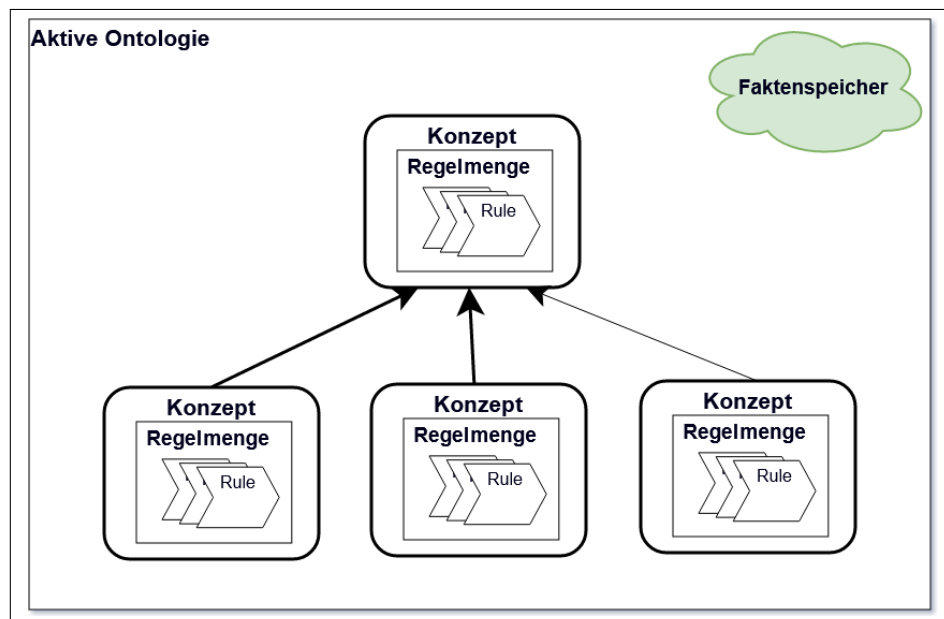 Aktive Ontologie
Faktenspeicher
Konzept
Regelmenge
Rule
Konzept
Regelmenge
Rule
Konzept
Regelmenge
Rule
Konzept
Regelmenge
Rule